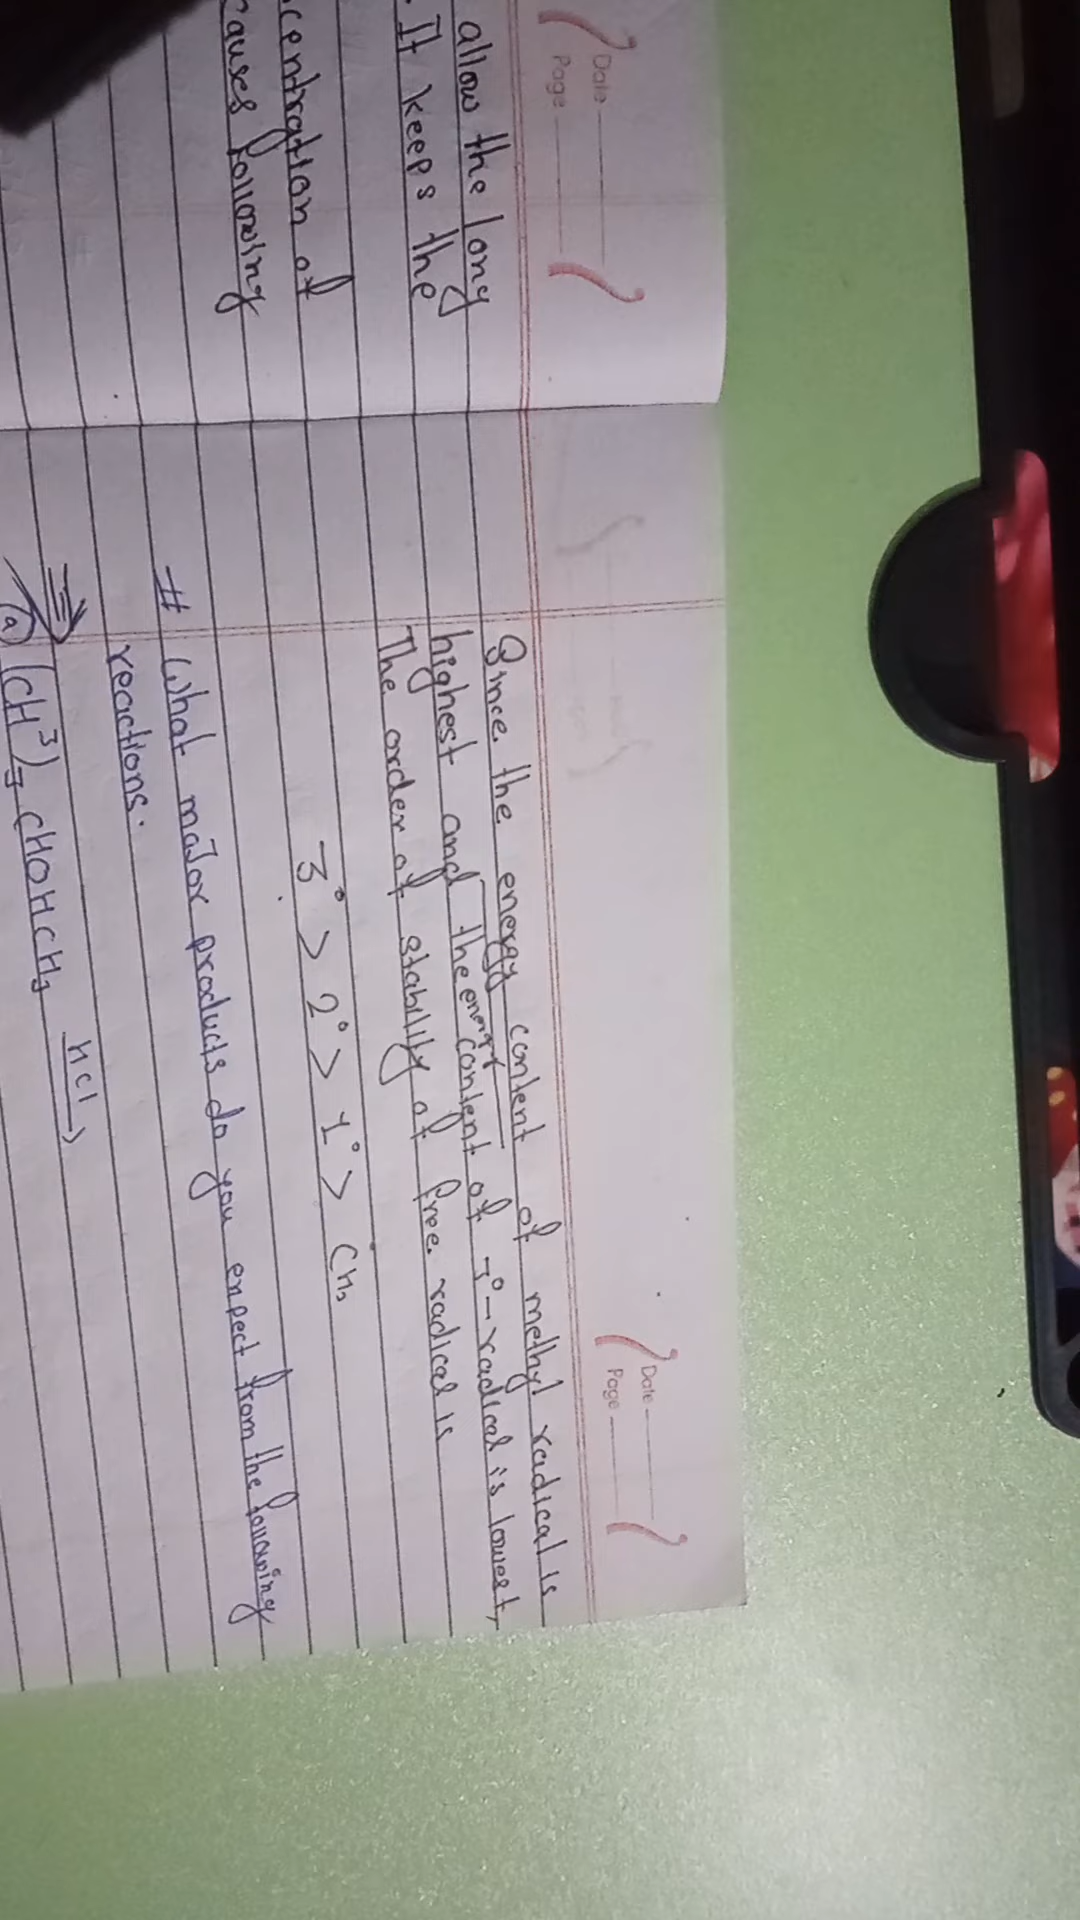 Date
Page
allow the long
. It keeps the
centration of
causes following
Date
Page
Since the energy content of methyl radical is
highest and the energy content of 3°-radical is lowest,
The order of stability of free radical is
3° > 2° > 1° > CH3
# What major products do you expect from the following
reactions.
(a) (CH3)3 CHOHCH3 HCl →